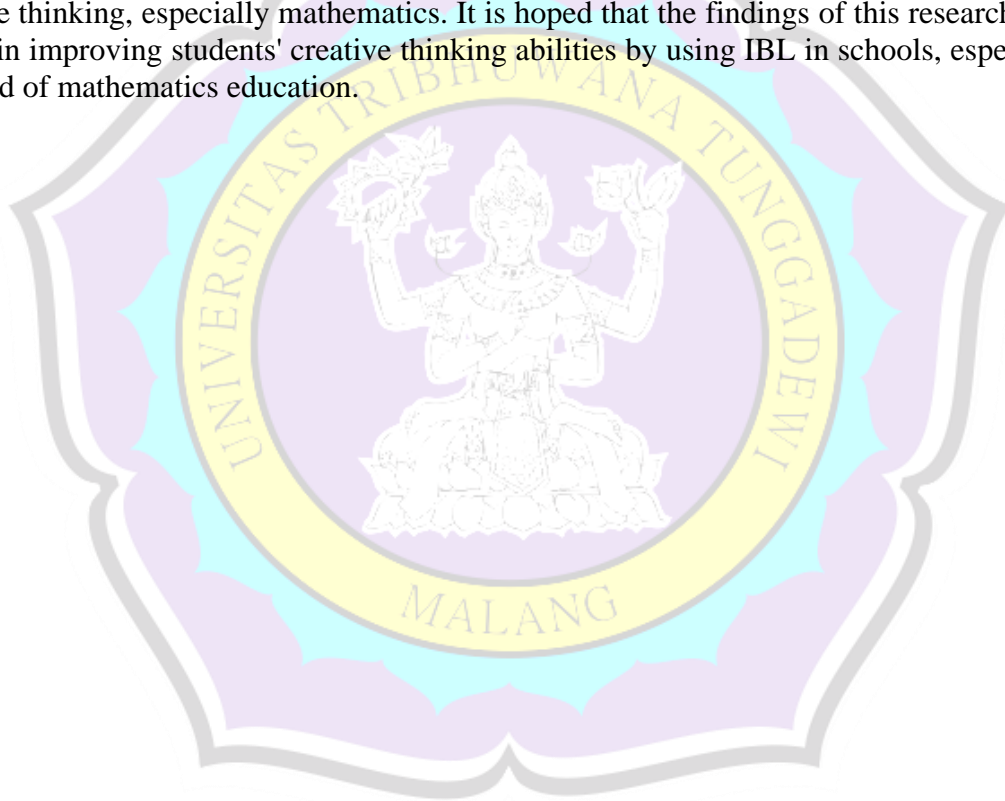 e thinking, especially mathematics. It is hoped that the findings of this research
in improving students' creative thinking abilities by using IBL in schools, espe
d of mathematics education.
UNIVERSITAS TRIBHUWANA TUNGGADEWI
MALANG